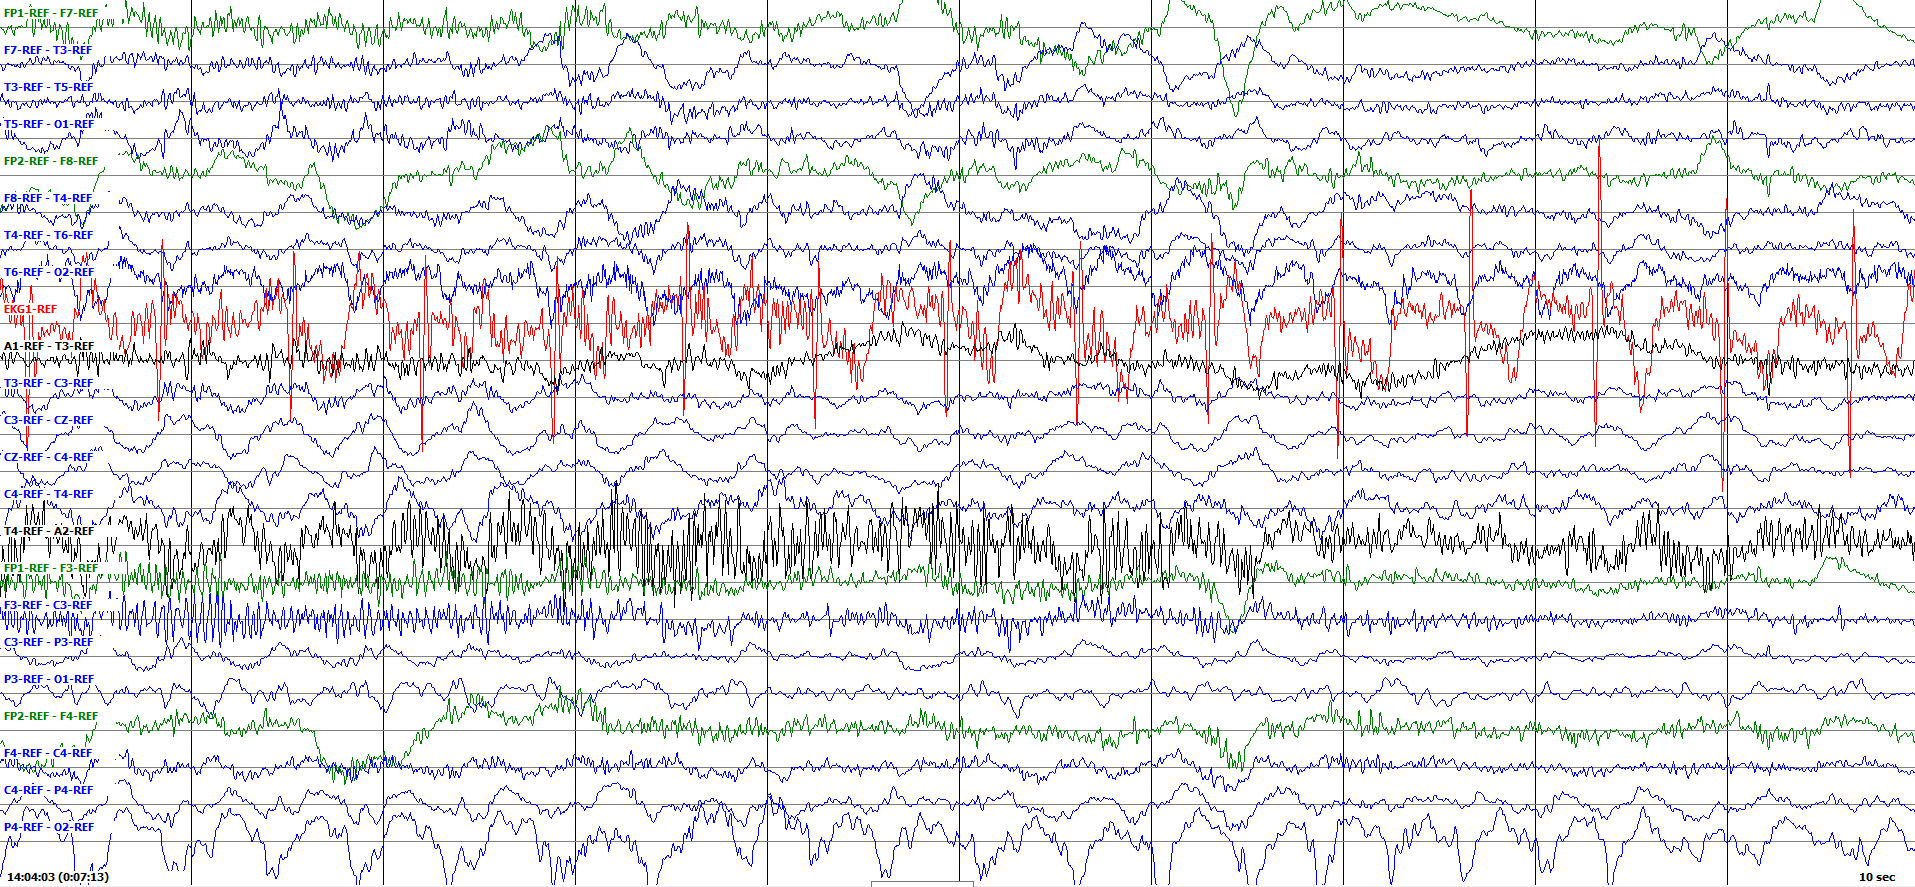 FP1-REF - F7-REF
F7-REF - T3-REF
T3-REF - T5-REF
T5-REF - O1-REF
FP2-REF - F8-REF
F8-REF - T4-REF
T4-REF - T6-REF
T6-REF - O2-REF
EKG1-REF
A1-REF - T3-REF
T3-REF - C3-REF
C3-REF - CZ-REF
CZ-REF - C4-REF
C4-REF - T4-REF
T4-REF - A2-REF
FP1-REF - F3-REF
F3-REF - C3-REF
C3-REF - P3-REF
P3-REF - O1-REF
FP2-REF - F4-REF
F4-REF - C4-REF
C4-REF - P4-REF
P4-REF - O2-REF
14:04:03 (0:07:13) 10 sec